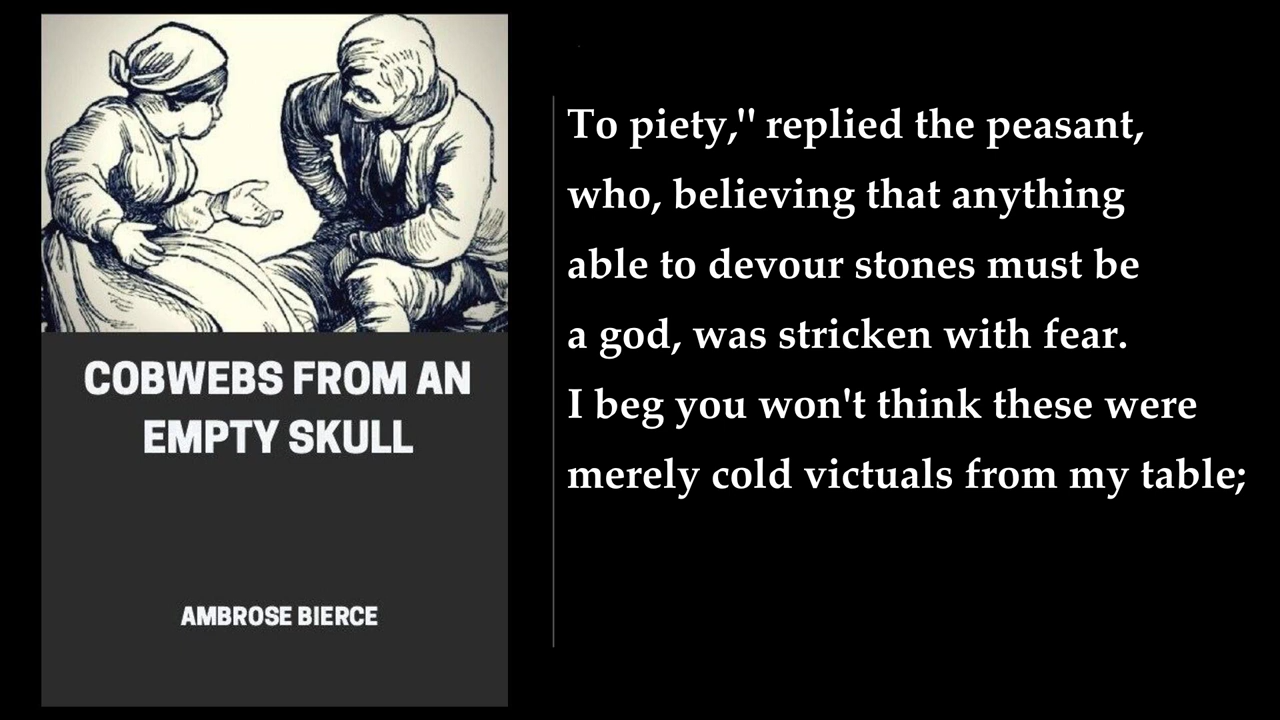 COBWEBS FROM AN
EMPTY SKULL
AMBROSE BIERCE
To piety," replied the peasant,
who, believing that anything
able to devour stones must be
a god, was stricken with fear.
I beg you won't think these were
merely cold victuals from my table;